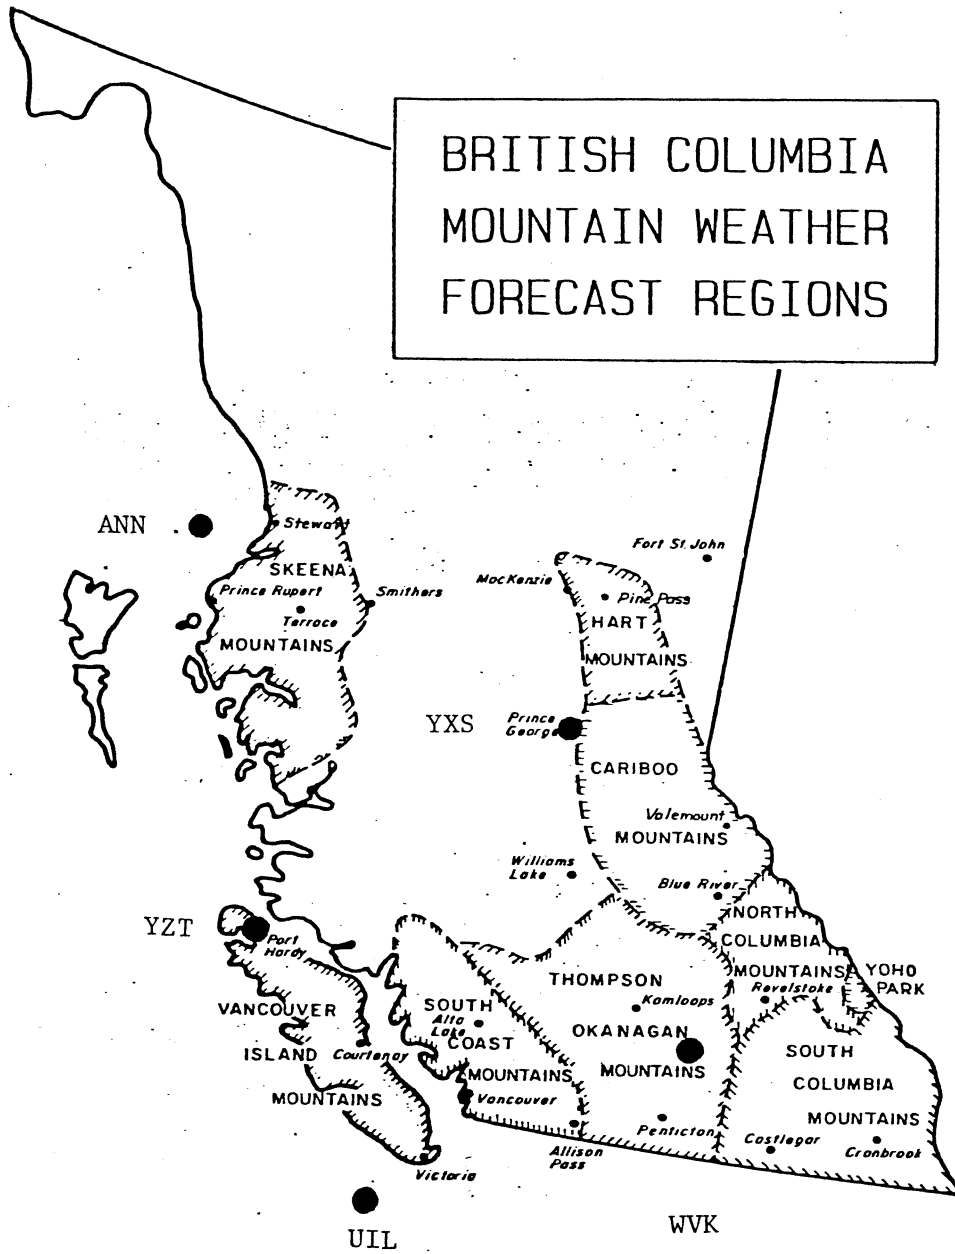 BRITISH COLUMBIA
MOUNTAIN WEATHER
FORECAST REGIONS
ANN
Stewart
SKEENA
Prince Rupert
Terrace
MOUNTAINS
Smithers
Fort St. John
MacKenzie
Pine Pass
HART
MOUNTAINS
YXS
Prince
George
CARIBOO
MOUNTAINS
Valemount
Williams
Lake
Blue River
NORTH
COLUMBIA
MOUNTAINS
Revelstoke
YOHO
PARK
YZT
Port
Hardy
VANCOUVER
ISLAND
Courtenay
MOUNTAINS
Victoria
SOUTH
Alta
Lake
COAST
MOUNTAINS
Vancouver
THOMPSON
Kamloops
OKANAGAN
MOUNTAINS
Penticton
Allison
Pass
SOUTH
COLUMBIA
MOUNTAINS
Castlegar
Cranbrook
UIL
WVK